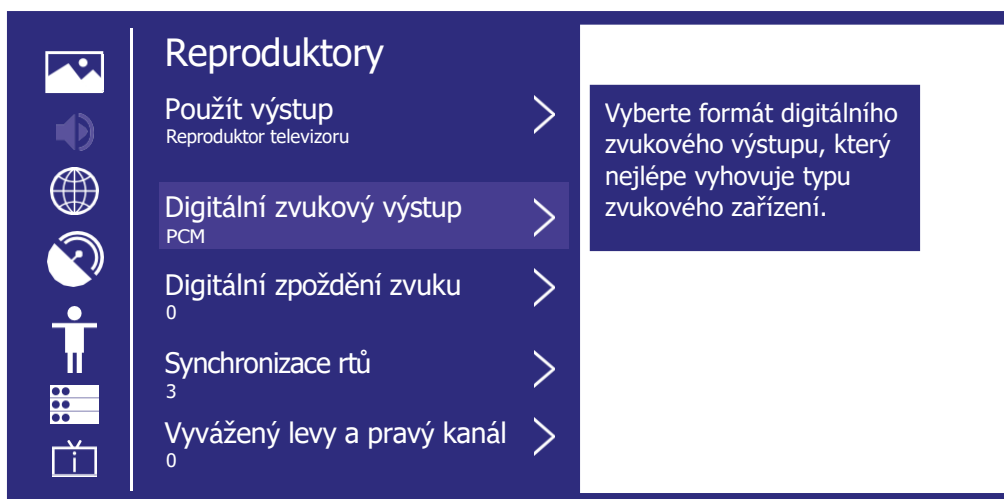 Reproduktory
Použít výstup
Reproduktor televizoru
Digitální zvukový výstup
PCM
Digitální zpoždění zvuku
0
Synchronizace rtů
3
Vyvážený levy a pravý kanál
0
Vyberte formát digitálního
zvukového výstupu, který
nejlépe vyhovuje typu
zvukového zařízení.